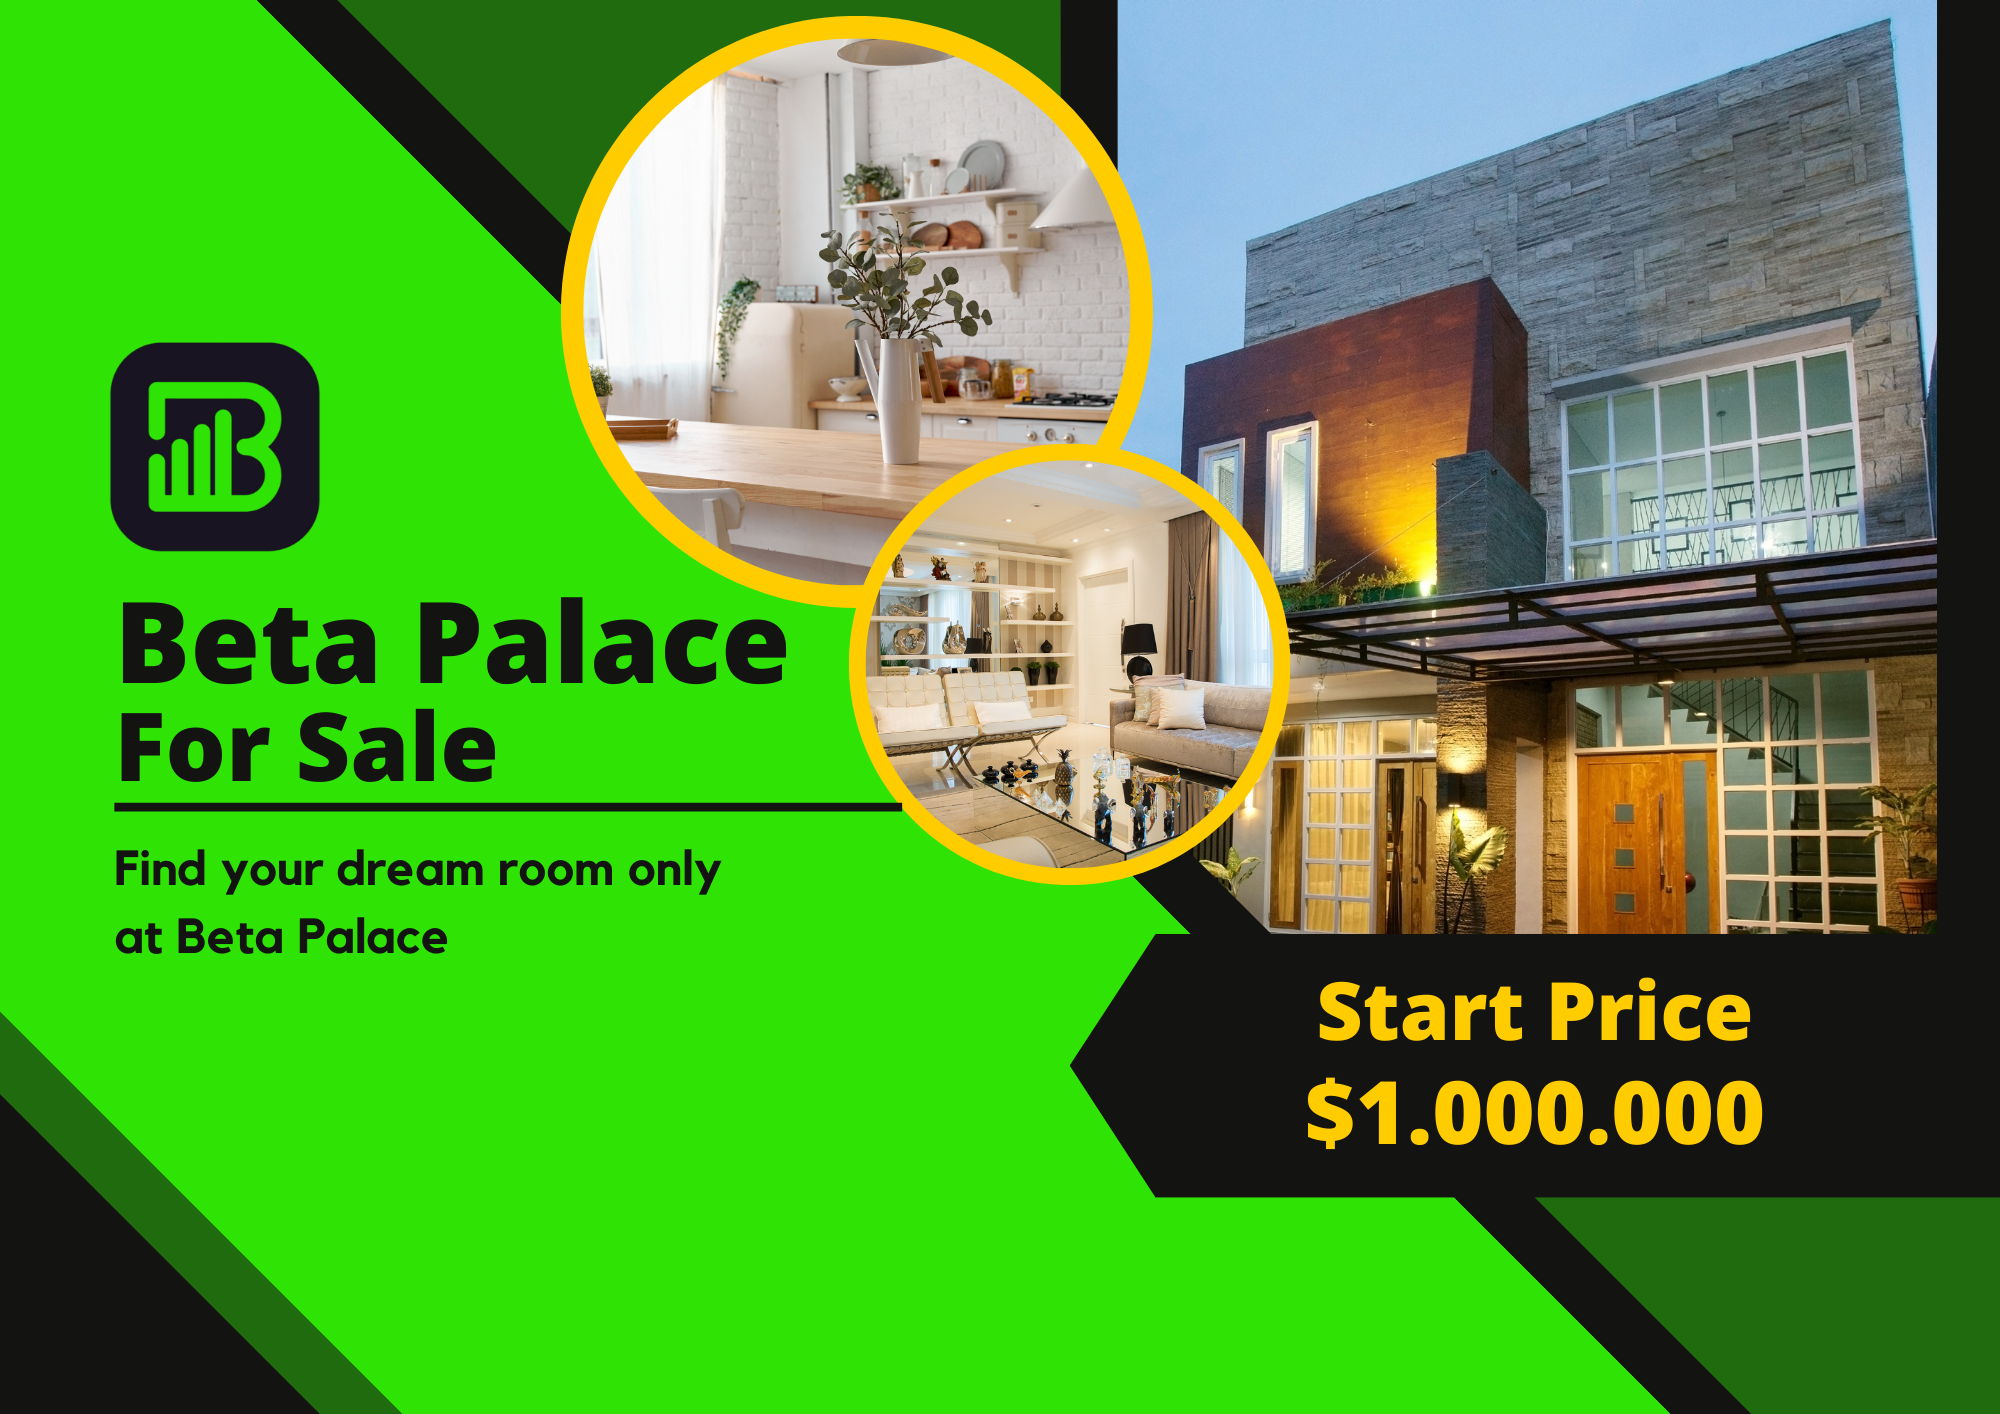 Beta Palace
For Sale
Find your dream room only
at Beta Palace
Start Price
$1.000.000